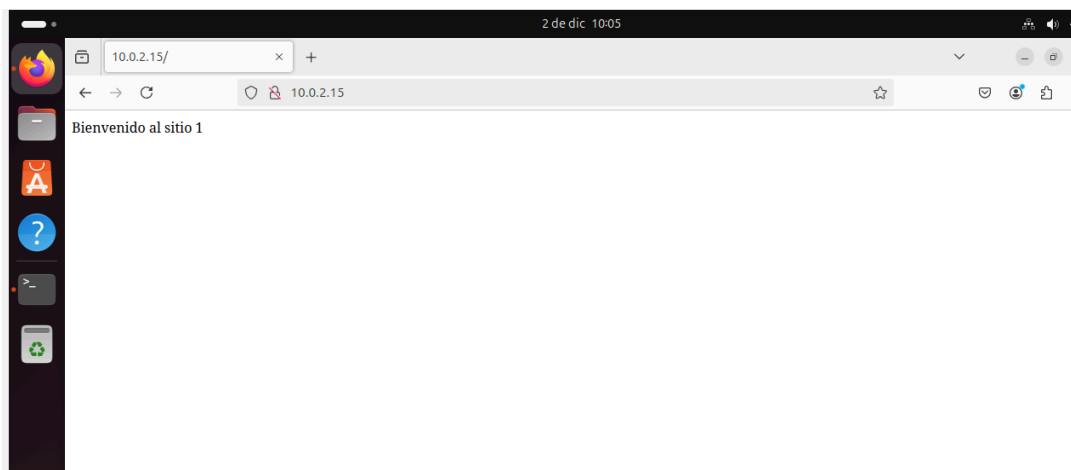 2 de dic 10:05
10.0.2.15/
10.0.2.15
Bienvenido al sitio 1